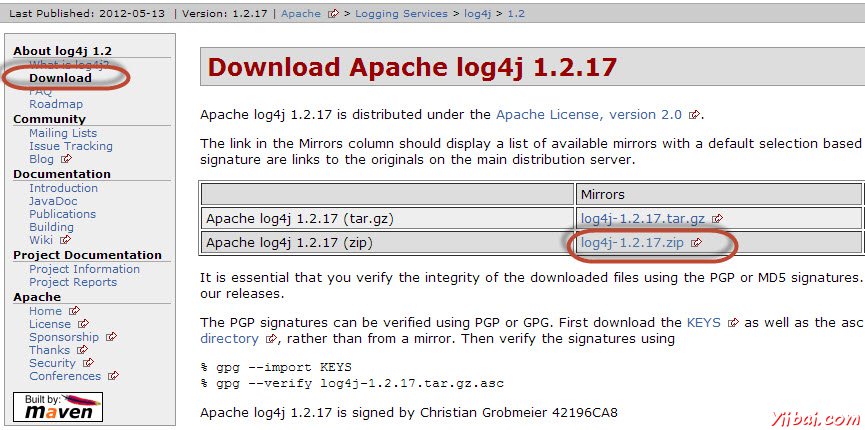 Last Published: 2012-05-13 | Version: 1.2.17 | Apache > Logging Services > log4j > 1.2
About log4j 1.2
What is log4j?
Download
FAQ
Roadmap
Community
Mailing Lists
Issue Tracking
Blog
Documentation
Introduction
JavaDoc
Publications
Building
Wiki
Project Documentation
Project Information
Project Reports
Apache
Home
License
Sponsorship
Thanks
Security
Conferences
Built by:
maven
Download Apache log4j 1.2.17
Apache log4j 1.2.17 is distributed under the Apache License, version 2.0 .
The link in the Mirrors column should display a list of available mirrors with a default selection based
signature are links to the originals on the main distribution server.
Mirrors
Apache log4j 1.2.17 (tar.gz) log4j-1.2.17.tar.gz
Apache log4j 1.2.17 (zip) log4j-1.2.17.zip
It is essential that you verify the integrity of the downloaded files using the PGP or MD5 signatures.
our releases.
The PGP signatures can be verified using PGP or GPG. First download the KEYS as well as the asc
directory , rather than from a mirror. Then verify the signatures using
% gpg --import KEYS
% gpg --verify log4j-1.2.17.tar.gz.asc
Apache log4j 1.2.17 is signed by Christian Grobmeier 42196CA8
Yiibai.com